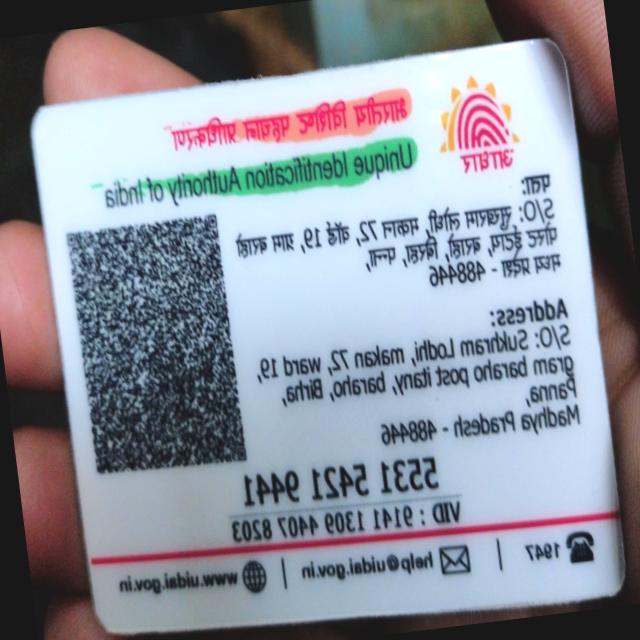 भारतीय विशिष्ट पहचान प्राधिकरण
Unique Identification Authority of India
आधार
पता:
S/O: सुखराम लोधी, मकान 72, वॉर्ड 19, ग्राम बराहो
पोस्ट ईटाय, बराहो, बिरहा, पन्ना,
मध्य प्रदेश - 488446
Address:
S/O: Sukhram Lodhi, makan 72, ward 19,
gram baraho post itany, baraho, Birha,
Panna,
Madhya Pradesh - 488446
5531 5421 9441
VID : 9141 1309 4407 8203
1947 | help@uidai.gov.in | www.uidai.gov.in